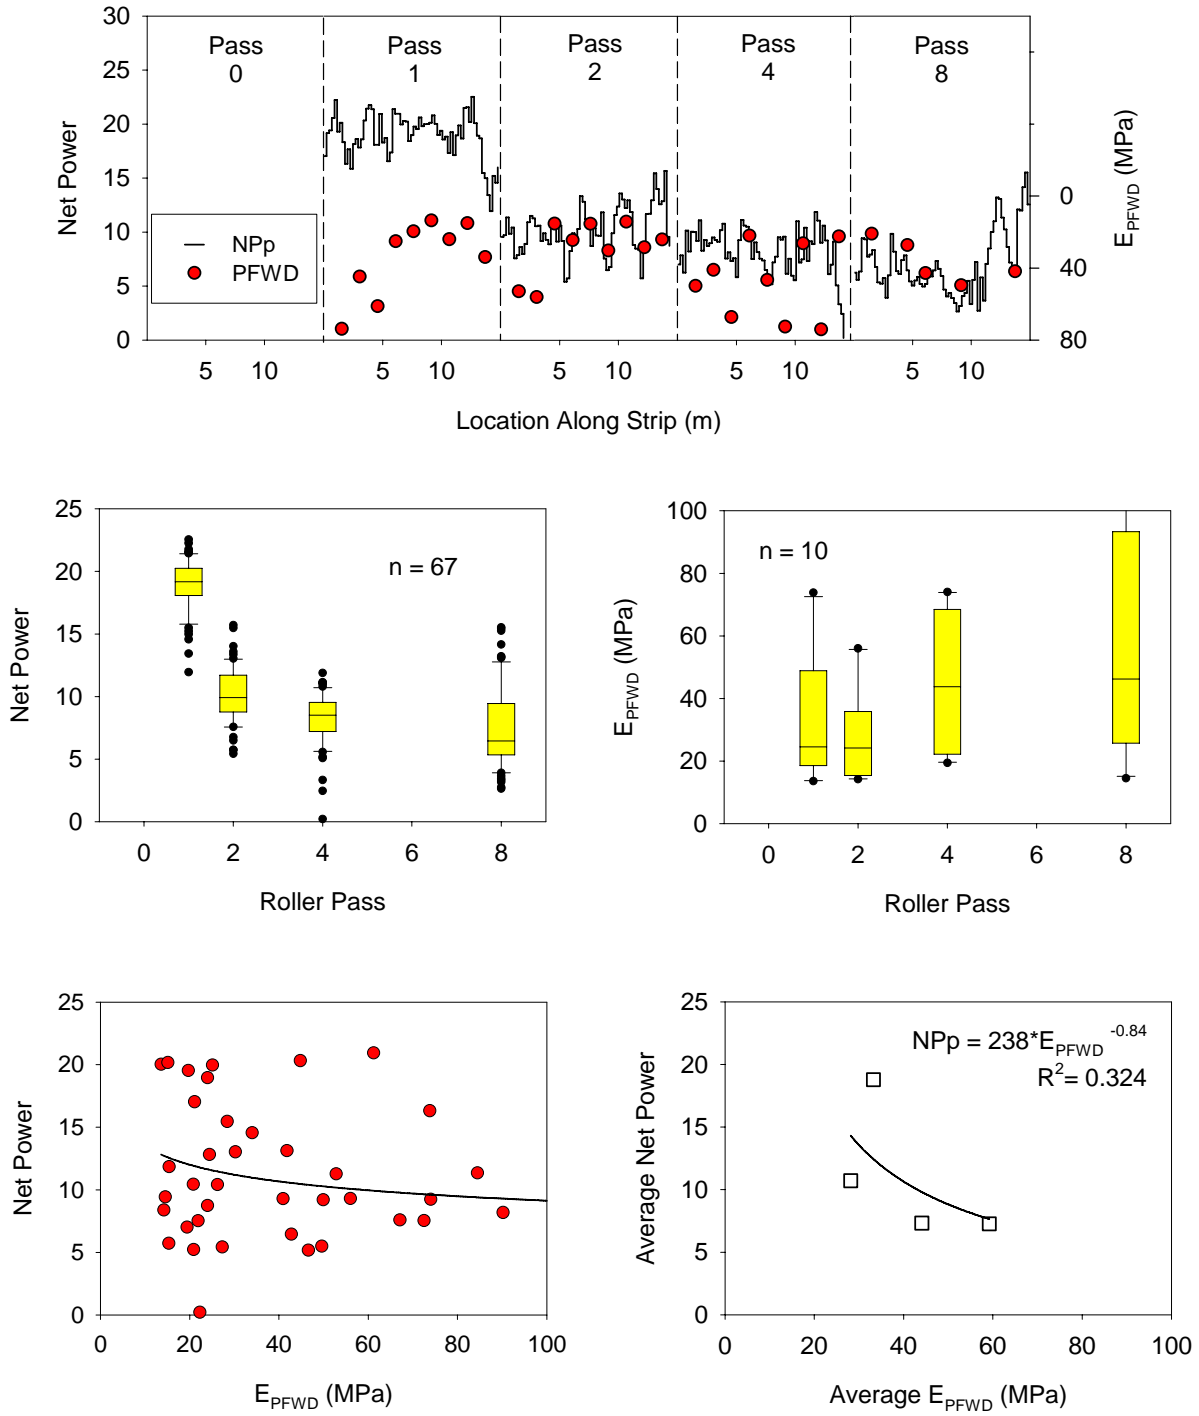 30
25
20
15
10
5
0
Net Power
Pass Pass Pass Pass Pass
0 1 2 4 8
NPp
PFWD
0
40
80
E_PFWD (MPa)
5 10 5 10 5 10 5 10 5 10
Location Along Strip (m)
25
20
15
10
5
0
Net Power
n = 67
0 2 4 6 8
Roller Pass
100
80
60
40
20
0
E_PFWD (MPa)
n = 10
0 2 4 6 8
Roller Pass
25
20
15
10
5
0
Net Power
0 20 40 60 80 100
E_PFWD (MPa)
25
20
15
10
5
0
Average Net Power
NPp = 238*E_PFWD ^-0.84
R²= 0.324
0 20 40 60 80 100
Average E_PFWD (MPa)